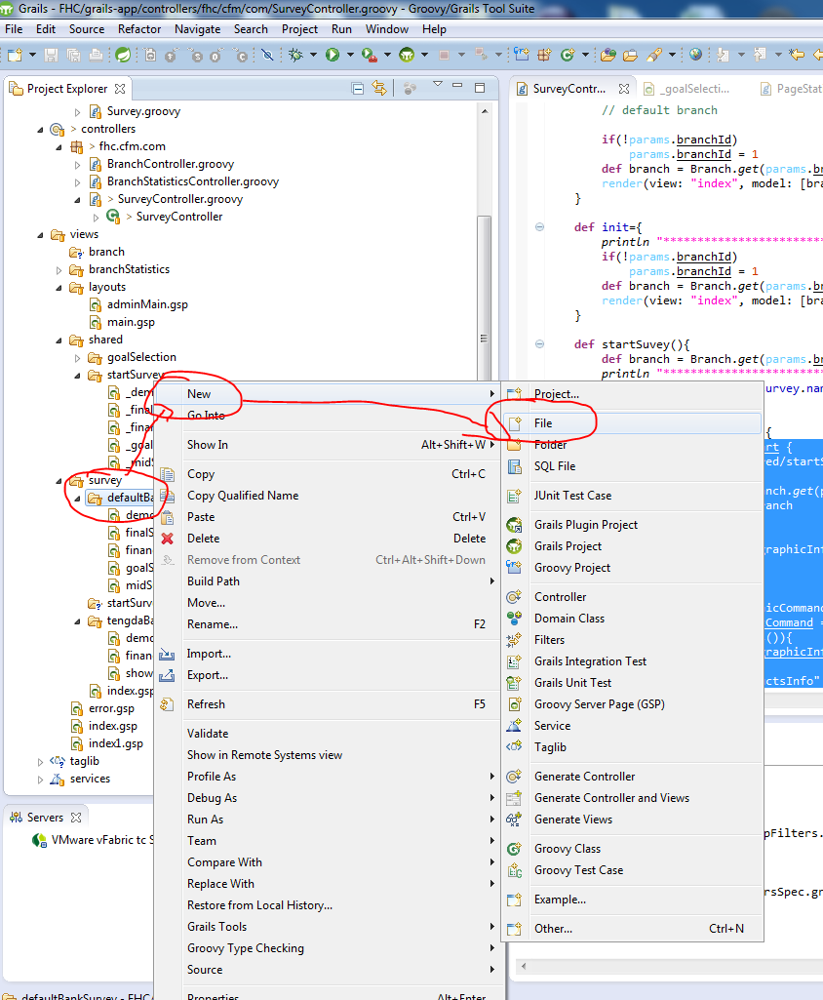 Grails - FHC/grails-app/controllers/fhc/cfm/com/SurveyController.groovy - Groovy/Grails Tool Suite
File Edit Source Refactor Navigate Search Project Run Window Help
Project Explorer
Survey.groovy
> controllers
> fhc.cfm.com
BranchController.groovy
BranchStatisticsController.groovy
> SurveyController.groovy
> SurveyController
views
branch
branchStatistics
layouts
adminMain.gsp
main.gsp
shared
goalSelection
startSurvey
_dem
_final
_fina
_goa
_midS
survey
defaultBa
demo
finalS
finan
goalS
midS
startSurv
tengdaBa
demo
finan
show
index.gsp
error.gsp
index.gsp
index1.gsp
taglib
services
Servers
VMware vFabric tc S
defaultBankSurvey - FHC/
New
Go Into
Show In Alt+Shift+W
Copy Ctrl+C
Copy Qualified Name
Paste Ctrl+V
Delete Delete
Remove from Context Ctrl+Alt+Shift+Down
Build Path
Move...
Rename... F2
Import...
Export...
Refresh F5
Validate
Show in Remote Systems view
Profile As
Debug As
Run As
Team
Compare With
Replace With
Restore from Local History...
Grails Tools
Groovy Type Checking
Source
Properties Alt+Enter
Project...
File
Folder
SQL File
JUnit Test Case
Grails Plugin Project
Grails Project
Groovy Project
Controller
Domain Class
Filters
Grails Integration Test
Grails Unit Test
Groovy Server Page (GSP)
Service
Taglib
Generate Controller
Generate Controller and Views
Generate Views
Groovy Class
Groovy Test Case
Example...
Other... Ctrl+N
SurveyContr... _goalSelecti... PageStat
// default branch
if(!params.branchId)
params.branchId = 1
def branch = Branch.get(params.br
render(view: "index", model: [bra
}
def init={
println "***********************
if(!params.branchId)
params.branchId = 1
def branch = Branch.get(params.br
render(view: "index", model: [bra
}
def startSuvey(){
def branch = Branch.get(params.br
println "***********************
urvey.nam
{
rt {
ed/startS
nch.get(p
anch
graphicInf
icCommand
Command =
()){
graphicInf
uctsInfo"
pFilters.
rsSpec.gr